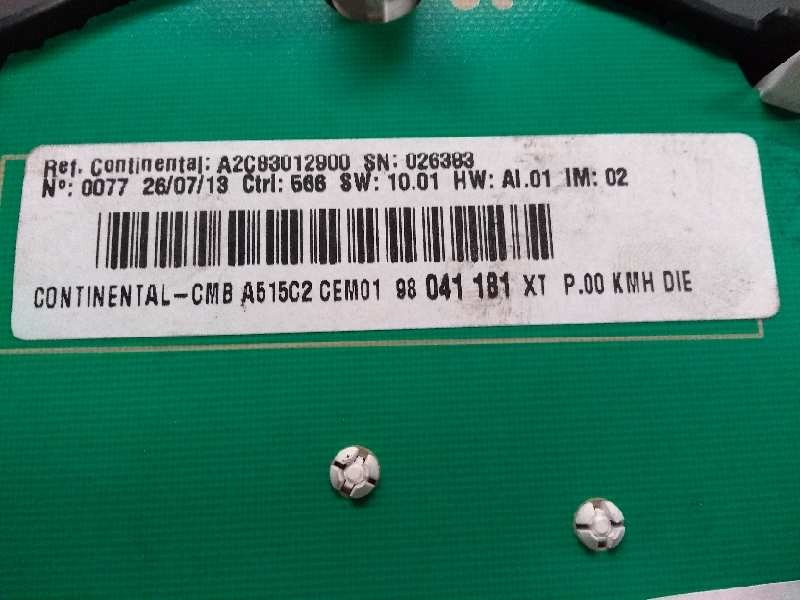 Ref. Continental: A2C83012900 SN: 026383
Nº: 0077 26/07/13 Ctrl: 566 SW: 10.01 HW: AI.01 IM: 02
CONTINENTAL-CMB A515C2 CEM01 98 041 181 XT P.00 KMH DIE